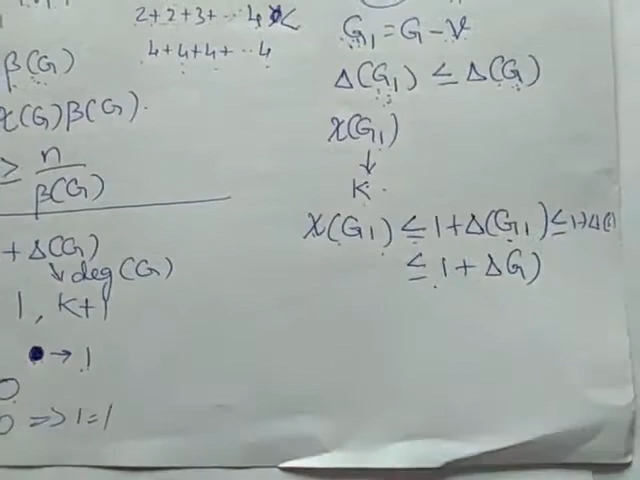 2+2+3+...4 <
4+4+4+...4
β(G)
χ(G)β(G).
≥ n/β(G)
+ Δ(G)
↘ deg(G)
1, K+1
→ 1
0 => 1=1
G₁ = G - v
Δ(G₁) ≤ Δ(G)
χ(G₁)
↓
K.
χ(G₁) ≤ 1+Δ(G₁) ≤ 1+Δ(G)
≤ 1 + ΔG)